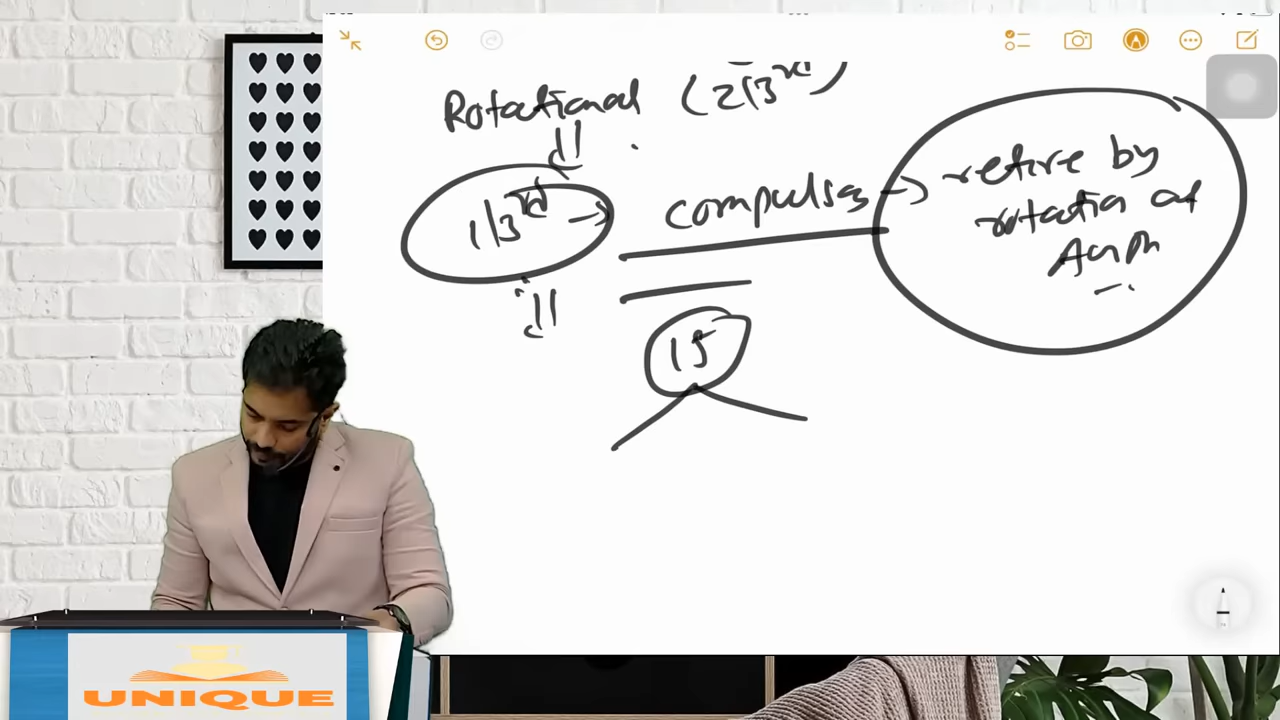 Rotational (2/3rd)
1/3rd → compulsory → retire by
rotation at
AGM
15
UNIQUE